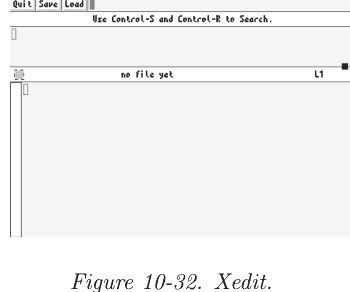 Quit Save Load
Use Control-S and Control-R to Search.
no file yet L1
Figure 10-32. Xedit.